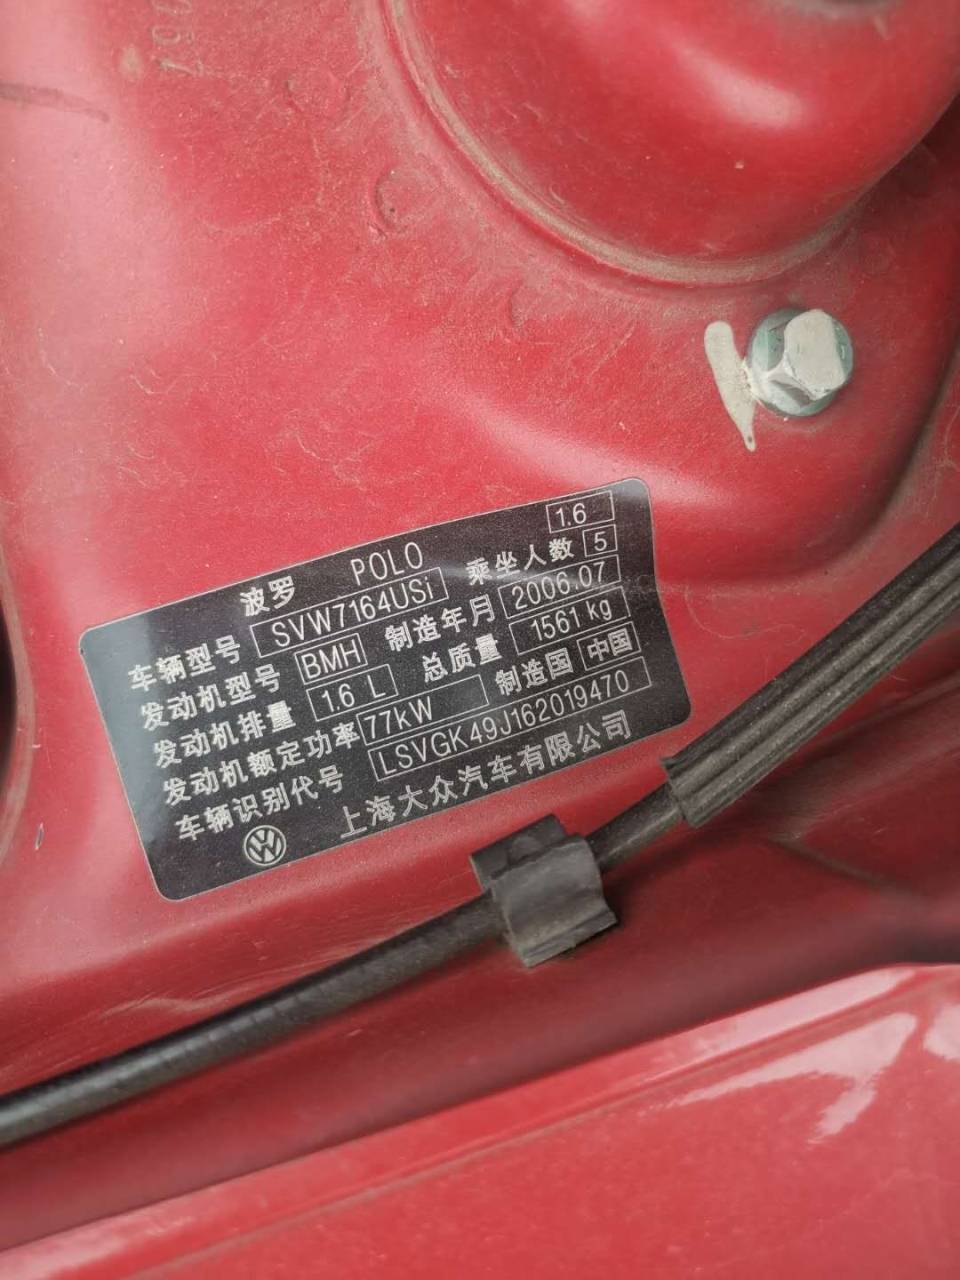 波罗 POLO 1.6
车辆型号 SVW7164USi 乘坐人数 5
发动机型号 BMH 制造年月 2006.07
发动机排量 1.6 L 总质量 1561 kg
发动机额定功率 77kW 制造国 中国
车辆识别代号 LSVGK49J162019470
上海大众汽车有限公司